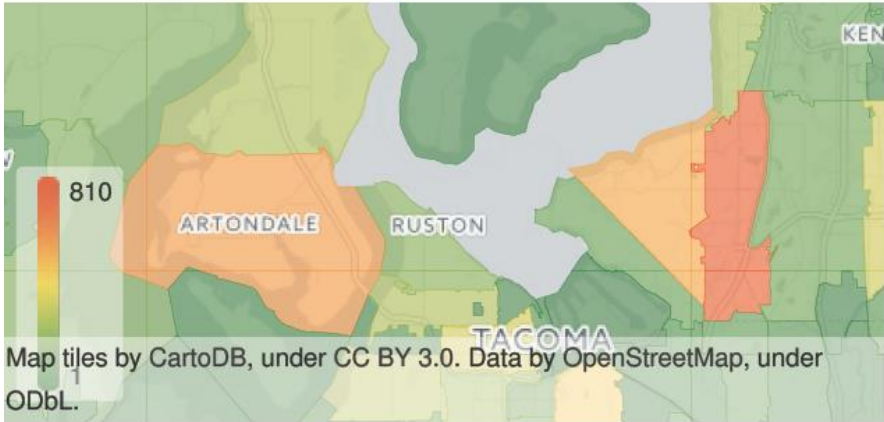 KEN
W
810
ARTONDALE
RUSTON
TACOMA
Map tiles by CartoDB, under CC BY 3.0. Data by OpenStreetMap, under
1
ODbL.